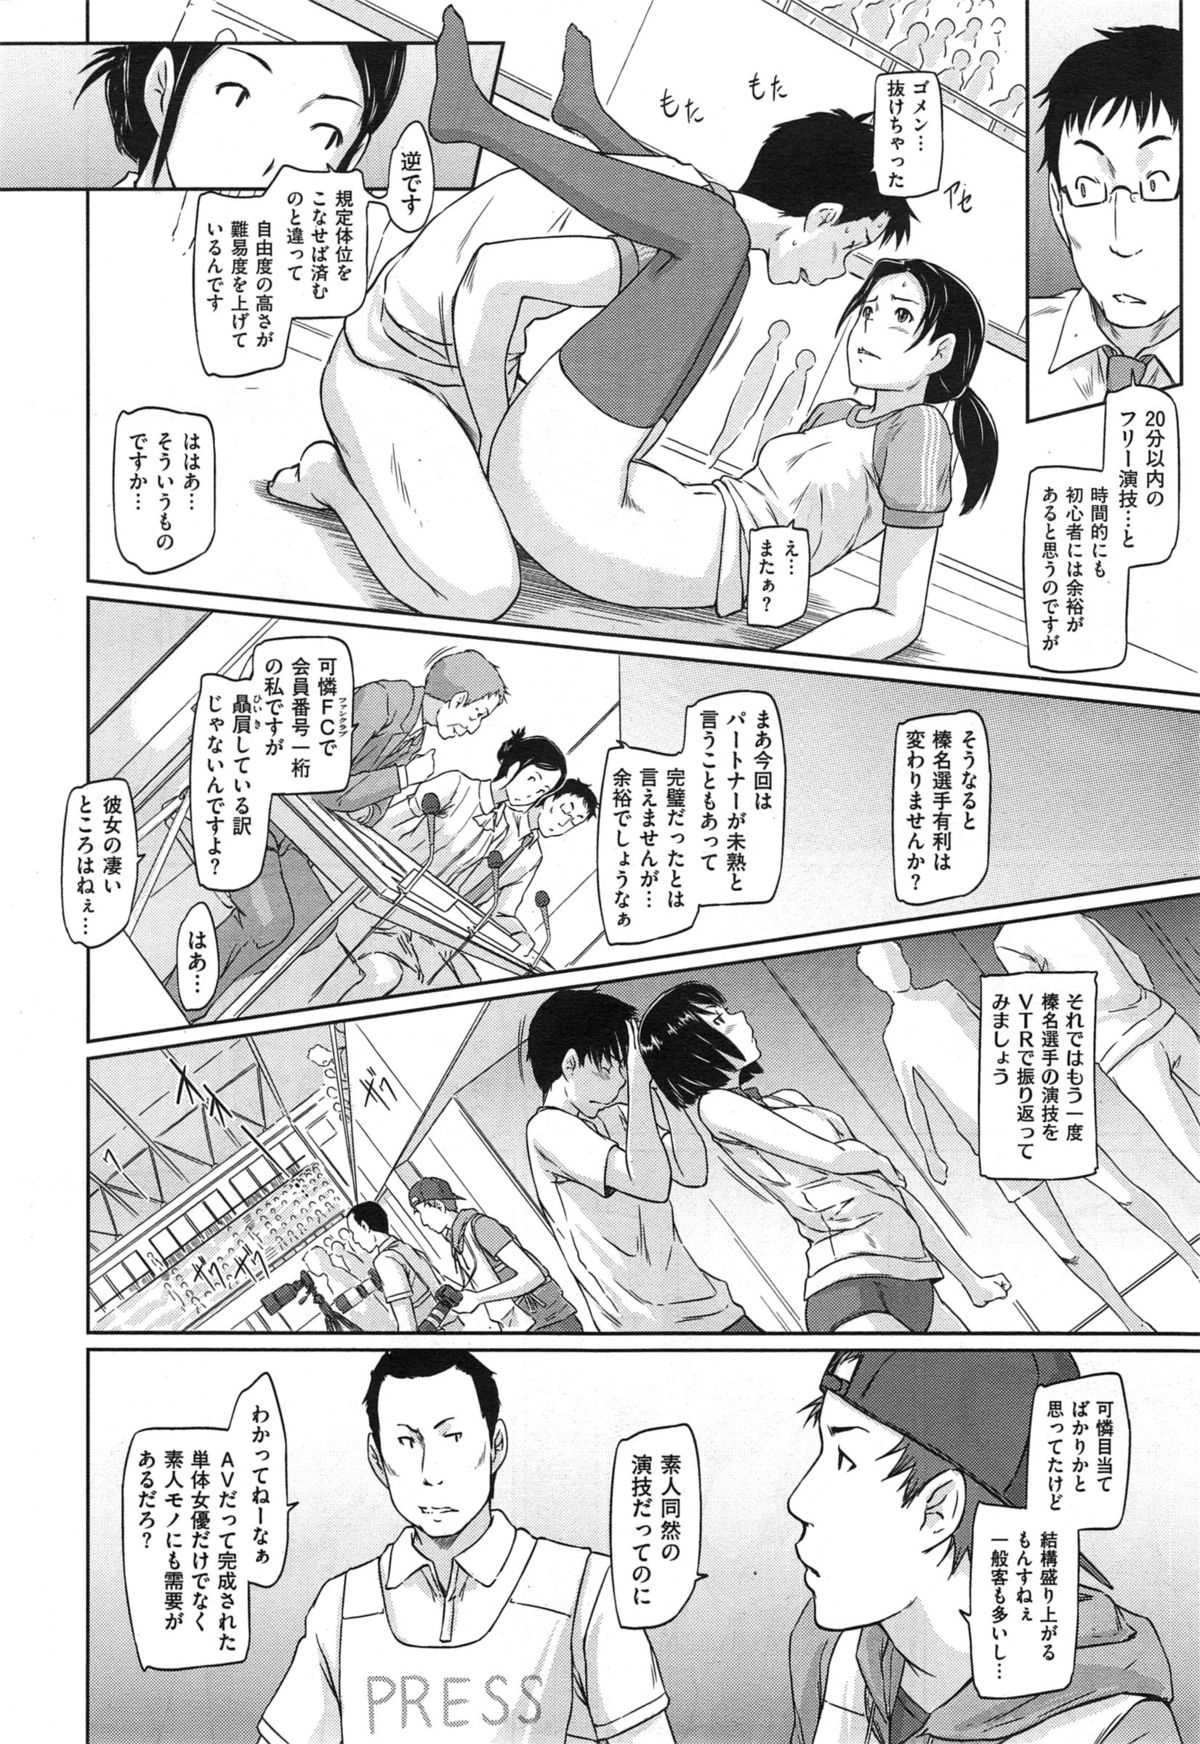 20分以内の
フリー演技…と
時間的にも
初心者には余裕が
あると思うのですが
ゴメン…
抜けちゃった
アセ
もた
もた
え…
またぁ?
逆です
規定体位を
こなせば済む
のと違って
自由度の高さが
難易度を上げて
いるんです
ははあ…
そういうもの
ですか…
そうなると
榛名選手有利は
変わりませんか?
まあ今回は
パートナーが未熟と
言うこともあって
完璧だったとは
言えませんが…
余裕でしょうなぁ
可憐FCで
ファンクラブ
会員番号一桁
の私ですが
贔屓している訳
ひいき
じゃないんですよ?
はあ…
彼女の凄い
ところはねぇ…
それではもう一度
榛名選手の演技を
VTRで振り返って
みましょう
可憐目当て
ばかりかと
思ってたけど
結構盛り上がる
もんすねぇ
一般客も多いし…
素人同然の
演技だってのに
わかってねーなぁ
AVだって完成された
単体女優だけでなく
素人モノにも需要が
あるだろ?
PRESS